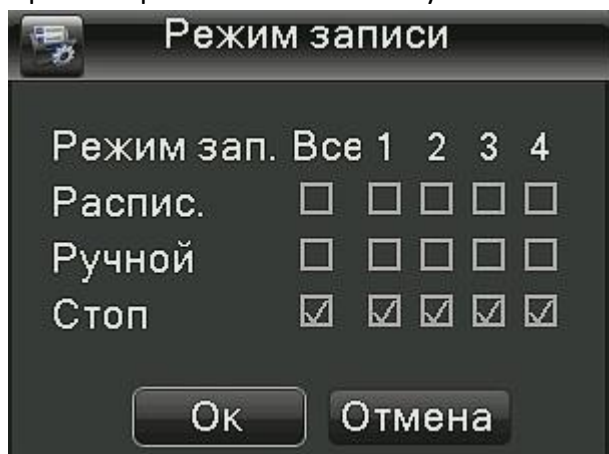 Режим записи
Режим зап. Все 1 2 3 4
Распис.
Ручной
Стоп
Ок Отмена